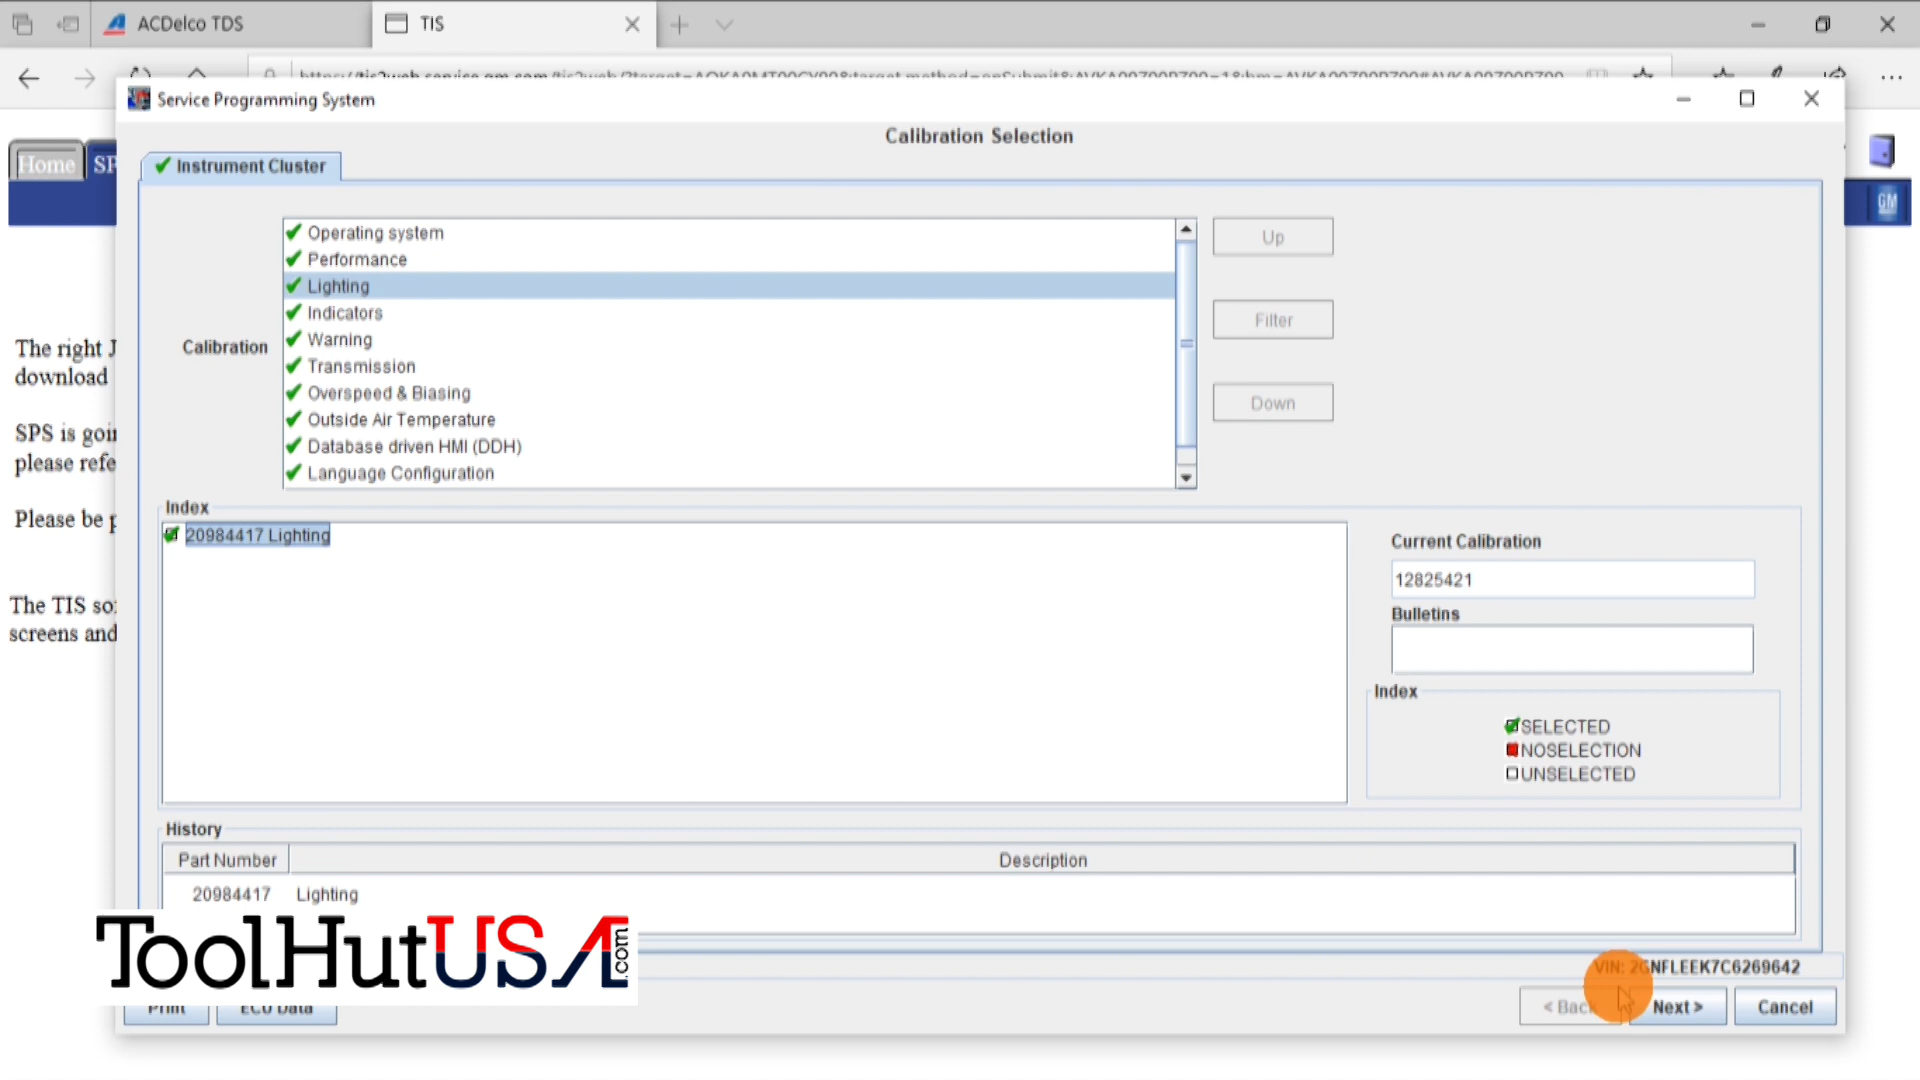 ACDelco TDS
TIS
Service Programming System
Calibration Selection
Home
SP
Instrument Cluster
GM
Operating system
Performance
Lighting
Indicators
Warning
Transmission
Overspeed & Biasing
Outside Air Temperature
Database driven HMI (DDH)
Language Configuration
Calibration
Up
Filter
Down
The right J
download
SPS is goin
please refe
Please be p
The TIS so
screens and
Index
20984417 Lighting
Current Calibration
12825421
Bulletins
Index
SELECTED
NOSELECTION
UNSELECTED
History
Part Number Description
20984417 Lighting
ToolHutUSA.com
VIN: 2GNFLEEK7C6269642
Print
ECU Data
< Back
Next >
Cancel